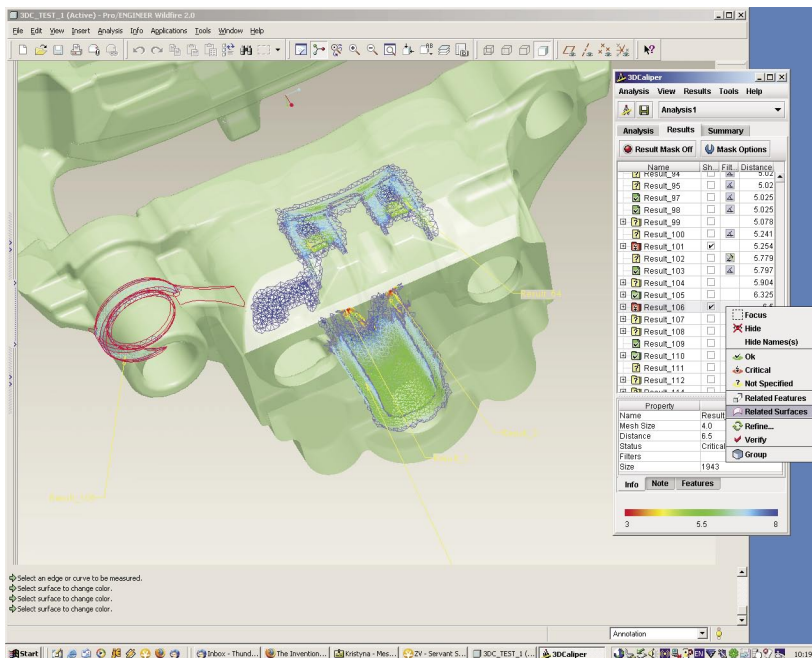 3DC_TEST_1 (Active) - Pro/ENGINEER Wildfire 2.0
File Edit View Insert Analysis Info Applications Tools Window Help
3DCaliper
Analysis View Results Tools Help
Analysis1
Analysis Results Summary
Result Mask Off Mask Options
Name Sh... Filt... Distance
Result_94 5.02
Result_95 5.02
Result_97 5.025
Result_98 5.025
Result_99 5.078
Result_100 5.241
Result_101 5.254
Result_102 5.779
Result_103 5.797
Result_104 5.904
Result_105 6.325
Result_106
Result_107
Result_108
Result_109
Result_110
Result_111
Result_112
Focus
Hide
Hide Names(s)
Ok
Critical
Not Specified
Related Features
Related Surfaces
Refine...
Verify
Group
Property
Name Result_
Mesh Size 4.0
Distance 6.5
Status Critical
Filters
Size 1943
Info Note Features
3 5.5 8
Select an edge or curve to be measured.
Select surface to change color.
Select surface to change color.
Select surface to change color.
Annotation
Start Inbox - Thund... The Invention... Kristyna - Mes... ZV - Servant S... 3DC_TEST_1 (... 3DCaliper 10:19